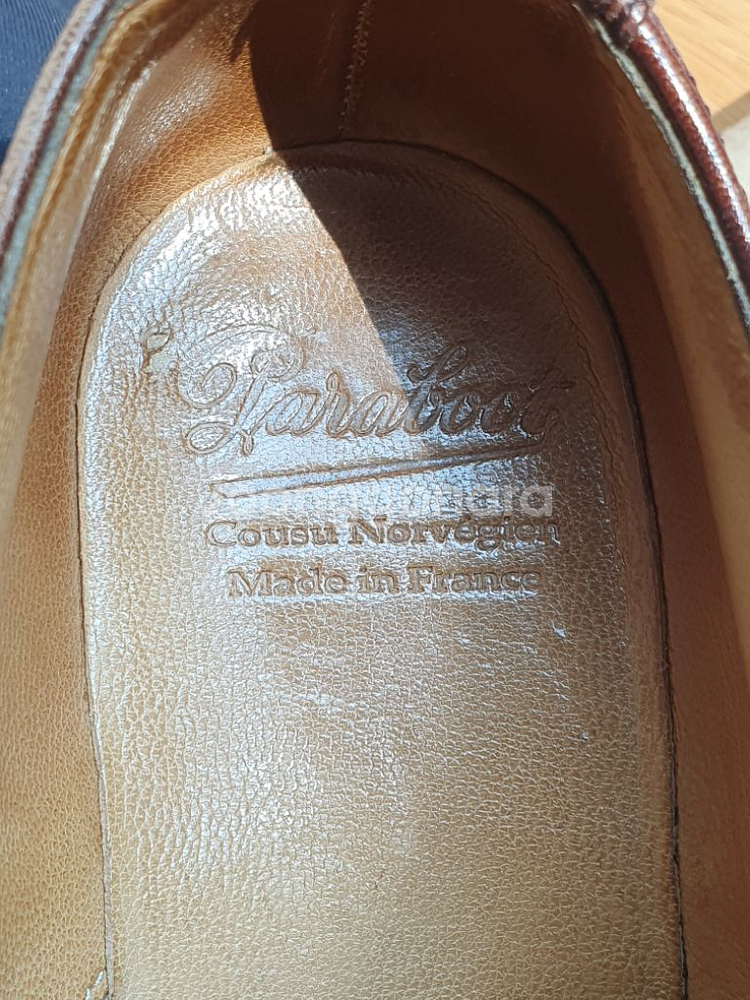 Paraboot
Cousu Norvégien
Made in France